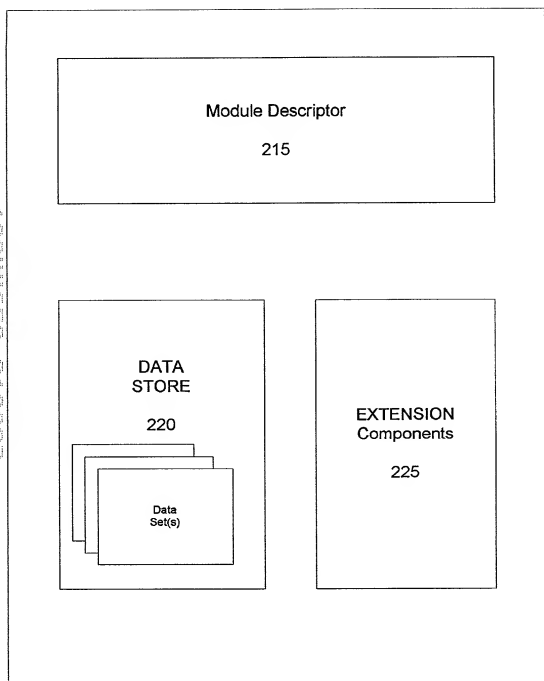 Module Descriptor
215
DATA
STORE
220
Data
Set(s)
EXTENSION
Components
225